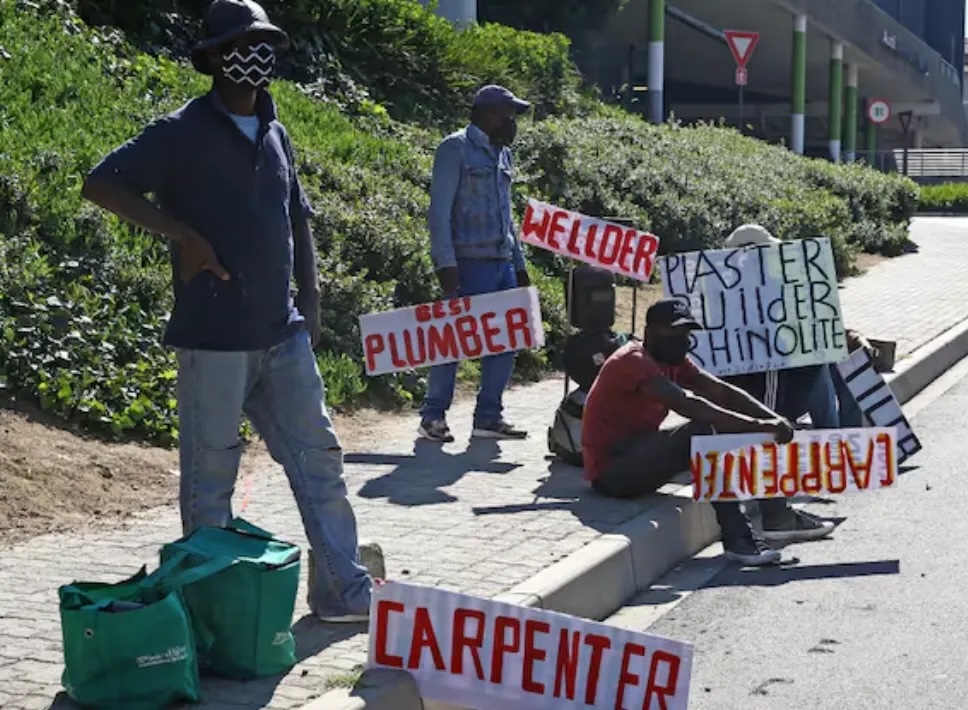 WELLDER
BEST
PLUMBER
PLASTER
BUILdER
RHINOLITE
CARPENTER
CARPENTER